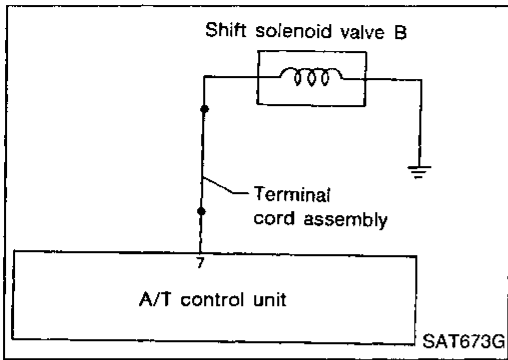 Shift solenoid valve B
Terminal
cord assembly
7
A/T control unit
SAT673G